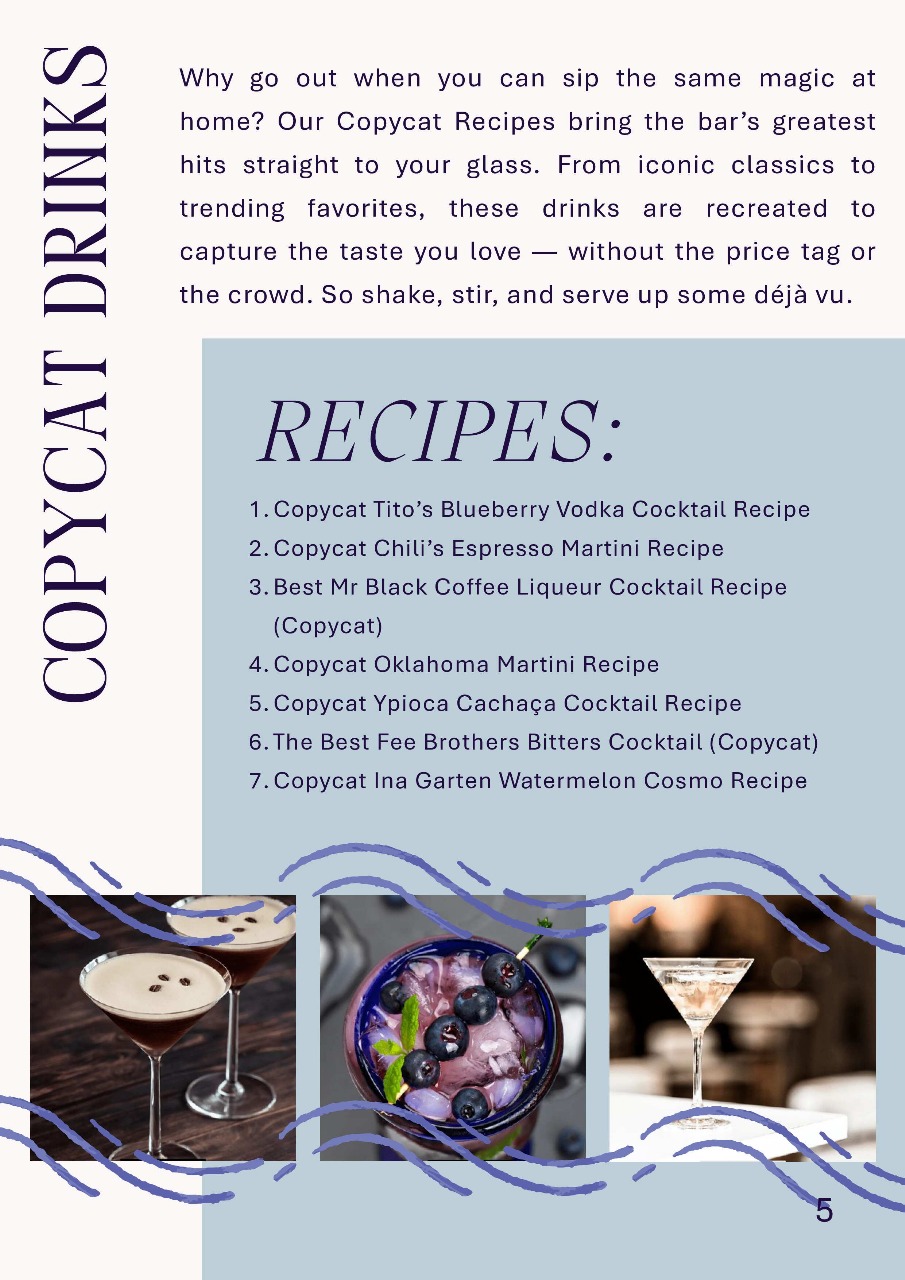 COPYCAT DRINKS
Why go out when you can sip the same magic at
home? Our Copycat Recipes bring the bar’s greatest
hits straight to your glass. From iconic classics to
trending favorites, these drinks are recreated to
capture the taste you love — without the price tag or
the crowd. So shake, stir, and serve up some déjà vu.
RECIPES:
1. Copycat Tito’s Blueberry Vodka Cocktail Recipe
2. Copycat Chili’s Espresso Martini Recipe
3. Best Mr Black Coffee Liqueur Cocktail Recipe
(Copycat)
4. Copycat Oklahoma Martini Recipe
5. Copycat Ypioca Cachaça Cocktail Recipe
6. The Best Fee Brothers Bitters Cocktail (Copycat)
7. Copycat Ina Garten Watermelon Cosmo Recipe
5